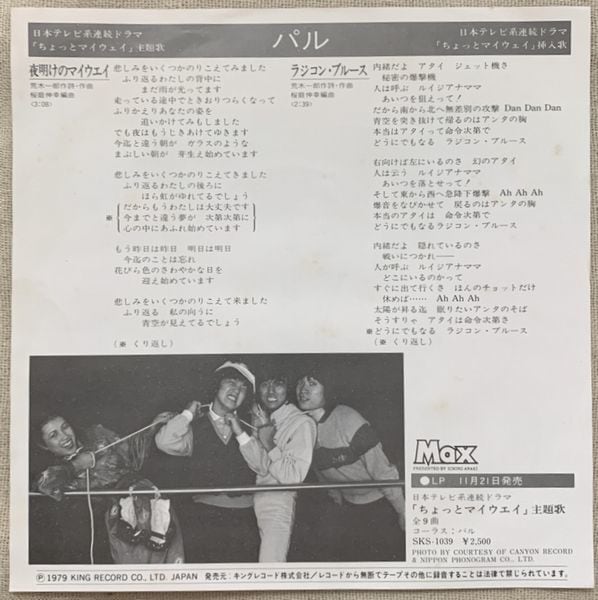 日本テレビ系連続ドラマ
「ちょっとマイウェイ」主題歌
パル
日本テレビ系連続ドラマ
「ちょっとマイウェイ」挿入歌
夜明けのマイウエイ
荒木一郎作詩・作曲
桜庭伸幸編曲
<3:08>
悲しみをいくつかのりこえてみました
ふり返るわたしの背中に
まだ雨が光ってます
走っている途中でときおりつらくなって
ふりかえりあなたの姿を
追いかけてみもしました
でも夜はもうときあけてゆきます
今迄と違う朝が ガラスのような
まぶしい朝が 芽生え始めています
悲しみをいくつかのりこえてきました
ふり返るわたしの後ろに
ほら虹がゆれてるでしょう
だからもうわたしは大丈夫です
※ 今までと違う夢が 次第次第に
心の中にあふれ始めています
もう昨日は昨日 明日は明日
今迄のことは忘れ
花びら色のさわやかな日を
迎え始めています
悲しみをいくつかのりこえて来ました
ふり返る 私の向うに
青空が見えてるでしょう
(※ くり返し)
ラジコン・ブルース
荒木一郎作詩・作曲
桜庭伸幸編曲
<2:39>
内緒だよ アタイ ジェット機さ
秘密の爆撃機
人は呼ぶ ルイジアナママ
あいつを狙えって!
だから南から北へ無差別の攻撃 Dan Dan Dan
青空を突き抜けて帰るのはアンタの胸
本当はアタイって命令次第で
どうにでもなる ラジコン・ブルース
右向けば左にいるのさ 幻のアタイ
人は云う ルイジアナママ
あいつを落とせって!
そして東から西へ急降下爆撃 Ah Ah Ah
爆音をなびかせて 戻るのはアンタの胸
本当のアタイは 命令次第で
どうにでもなるラジコン・ブルース
内緒だよ 隠れているのさ
戦いにつかれ——
人が呼ぶ ルイジアナママ
どこにいるのかって
すぐに出て行くさ ほんのチョットだけ
休めば…… Ah Ah Ah
太陽が昇る迄 眠りたいアンタのそば
そうすりゃ アタイは命令次第さ
※どうにでもなる ラジコン・ブルース
(※ くり返し)
Max
PRESENTED BY ICHIRO ARAKI
●LP 11月21日発売
日本テレビ系連続ドラマ
「ちょっとマイウエイ」主題歌
全9曲
コーラス:パル
SKS-1039 ¥2,500
PHOTO BY COURTESY OF CANYON RECORD
& NIPPON PHONOGRAM CO., LTD.
Ⓟ 1979 KING RECORD CO., LTD. JAPAN 発売元:キングレコード株式会社/レコードから無断でテープその他に録音することは法律で禁じられています。